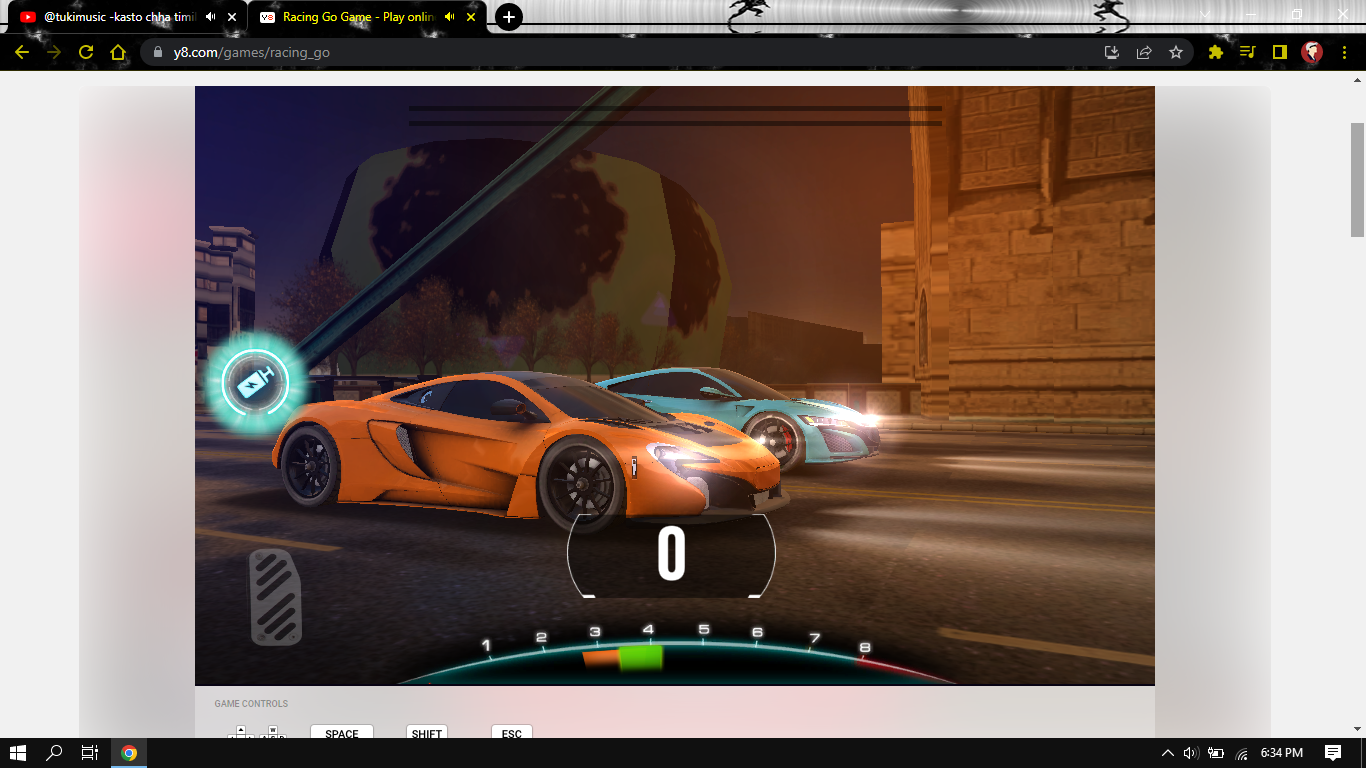 @tukimusic -kasto chha timil
Racing Go Game - Play onlin
y8.com/games/racing_go
0
1 2 3 4 5 6 7 8
GAME CONTROLS
W
SPACE SHIFT ESC
6:34 PM